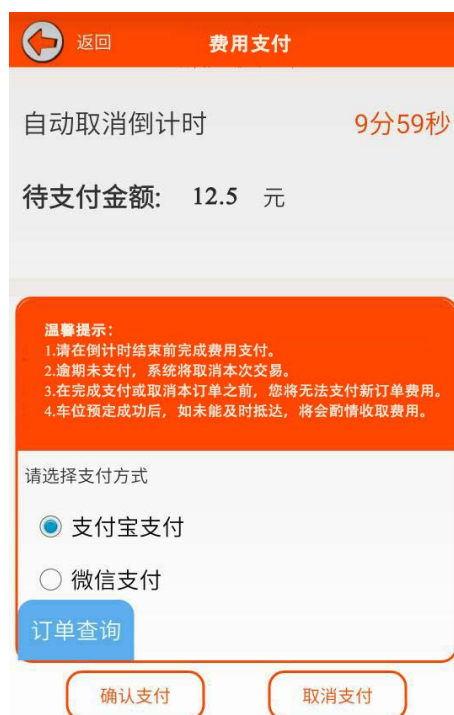 返回 费用支付
自动取消倒计时 9分59秒
待支付金额: 12.5 元
温馨提示：
1.请在倒计时结束前完成费用支付。
2.逾期未支付，系统将取消本次交易。
3.在完成支付或取消本订单之前，您将无法支付新订单费用。
4.车位预定成功后，如未能及时抵达，将会酌情收取费用。
请选择支付方式
支付宝支付
微信支付
订单查询
确认支付 取消支付